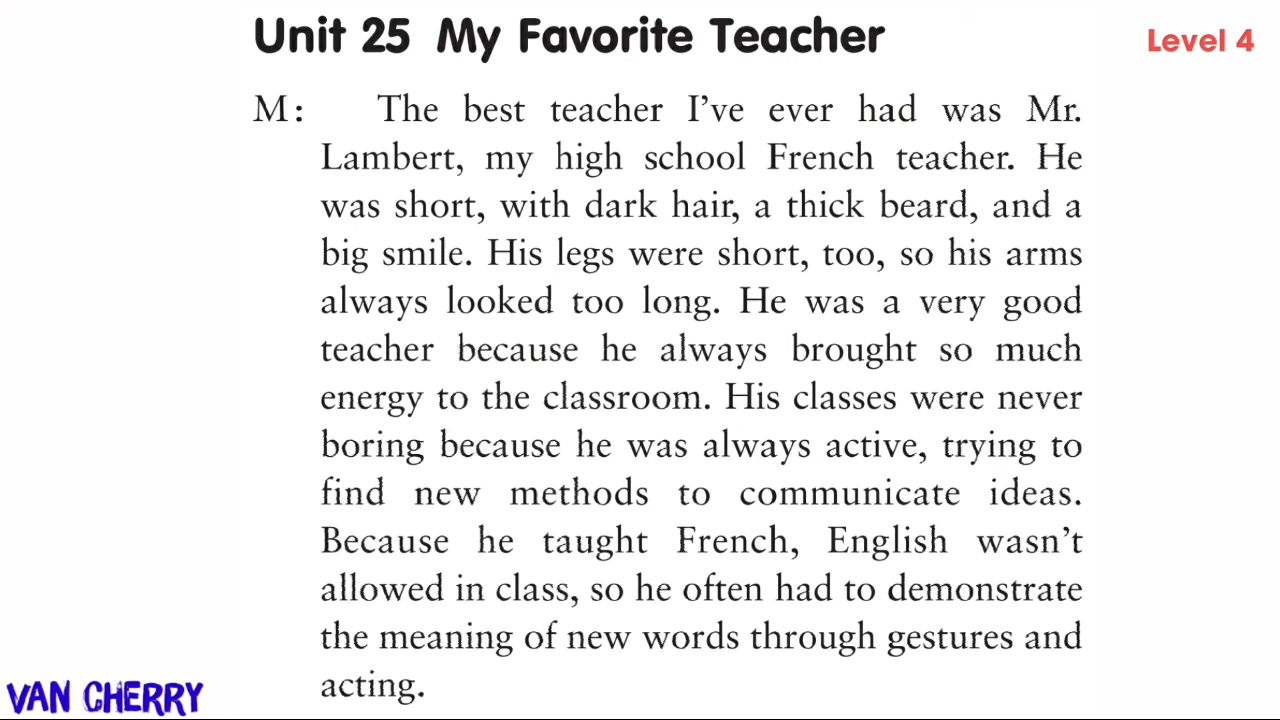 Unit 25 My Favorite Teacher
Level 4
M: The best teacher I've ever had was Mr.
Lambert, my high school French teacher. He
was short, with dark hair, a thick beard, and a
big smile. His legs were short, too, so his arms
always looked too long. He was a very good
teacher because he always brought so much
energy to the classroom. His classes were never
boring because he was always active, trying to
find new methods to communicate ideas.
Because he taught French, English wasn't
allowed in class, so he often had to demonstrate
the meaning of new words through gestures and
acting.
VAN CHERRY